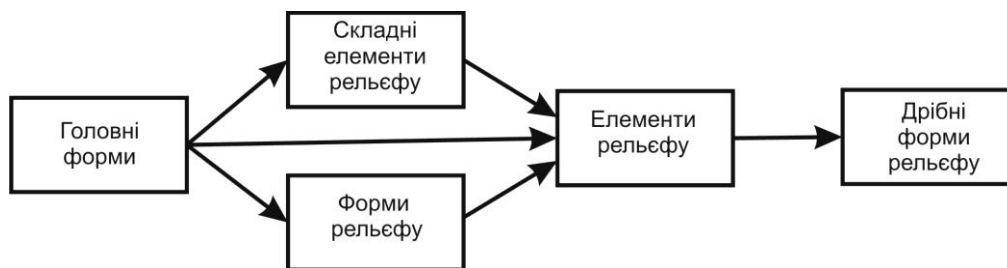 Головні
форми
Складні
елементи
рельєфу
Форми
рельєфу
Елементи
рельєфу
Дрібні
форми
рельєфу